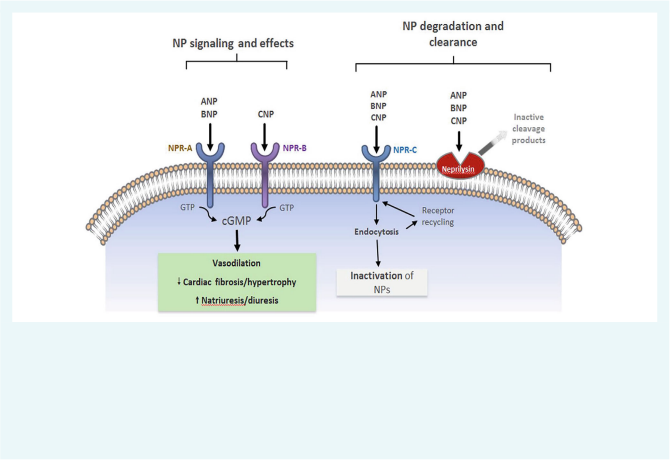 NP signaling and effects
NP degradation and
clearance
ANP
BNP
CNP
ANP
BNP
CNP
ANP
BNP
CNP
Inactive
cleavage
products
NPR-A
NPR-B
NPR-C
Neprilysin
GTP
GTP
cGMP
Receptor
recycling
Endocytosis
Vasodilation
↓ Cardiac fibrosis/hypertrophy
↑ Natriuresis/diuresis
Inactivation of
NPs